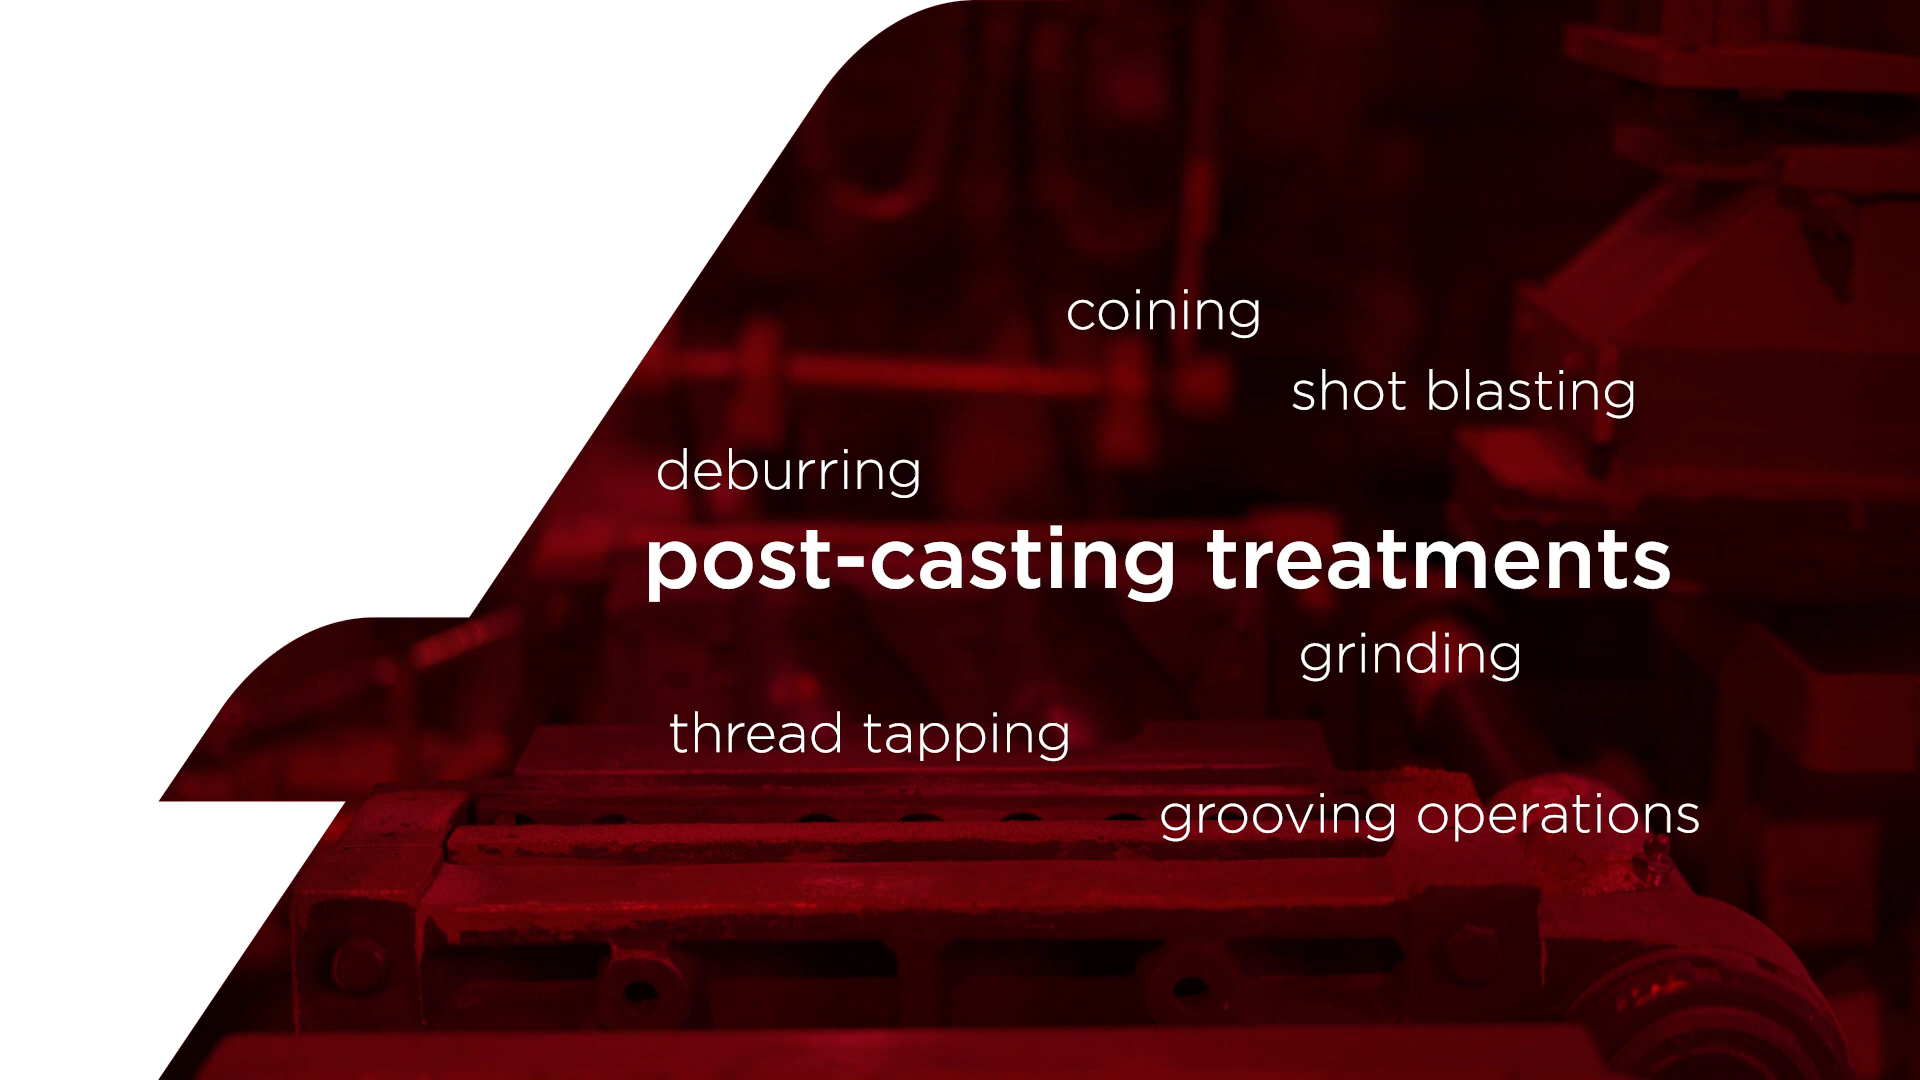 coining
shot blasting
deburring
post-casting treatments
grinding
thread tapping
grooving operations